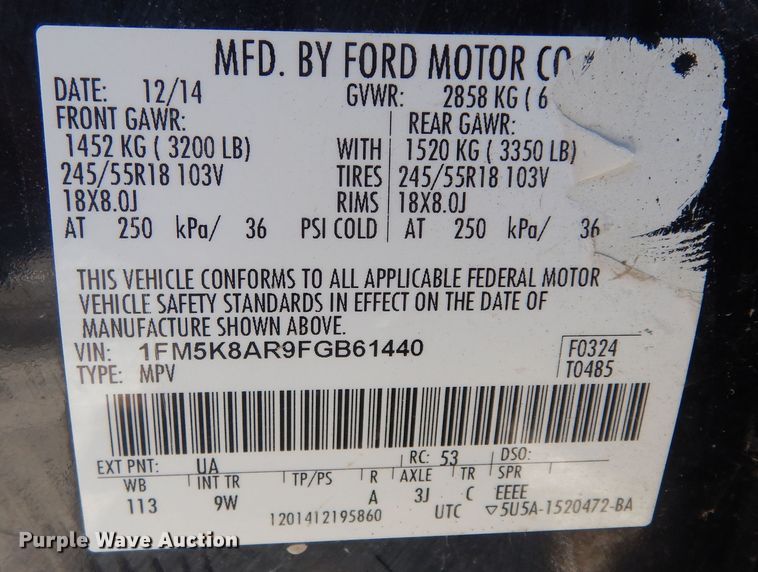 MFD. BY FORD MOTOR CO
DATE: 12/14 GVWR: 2858 KG ( 6
FRONT GAWR: REAR GAWR:
1452 KG ( 3200 LB) WITH 1520 KG ( 3350 LB)
245/55R18 103V TIRES 245/55R18 103V
18X8.0J RIMS 18X8.0J
AT 250 kPa/ 36 PSI COLD AT 250 kPa/ 36
THIS VEHICLE CONFORMS TO ALL APPLICABLE FEDERAL MOTOR
VEHICLE SAFETY STANDARDS IN EFFECT ON THE DATE OF
MANUFACTURE SHOWN ABOVE.
VIN: 1FM5K8AR9FGB61440 F0324
TYPE: MPV T0485
EXT PNT: UA RC: 53 DSO:
WB INT TR TP/PS R AXLE TR SPR
113 9W A 3J C EEEE
1201412195860 UTC ▽5U5A-1520472-BA
Purple Wave Auction